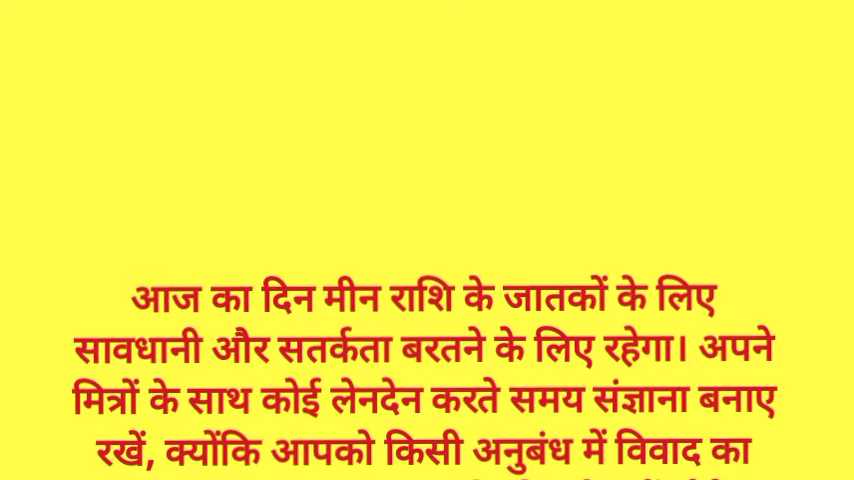 आज का दिन मीन राशि के जातकों के लिए
सावधानी और सतर्कता बरतने के लिए रहेगा। अपने
मित्रों के साथ कोई लेनदेन करते समय संज्ञाना बनाए
रखें, क्योंकि आपको किसी अनुबंध में विवाद का